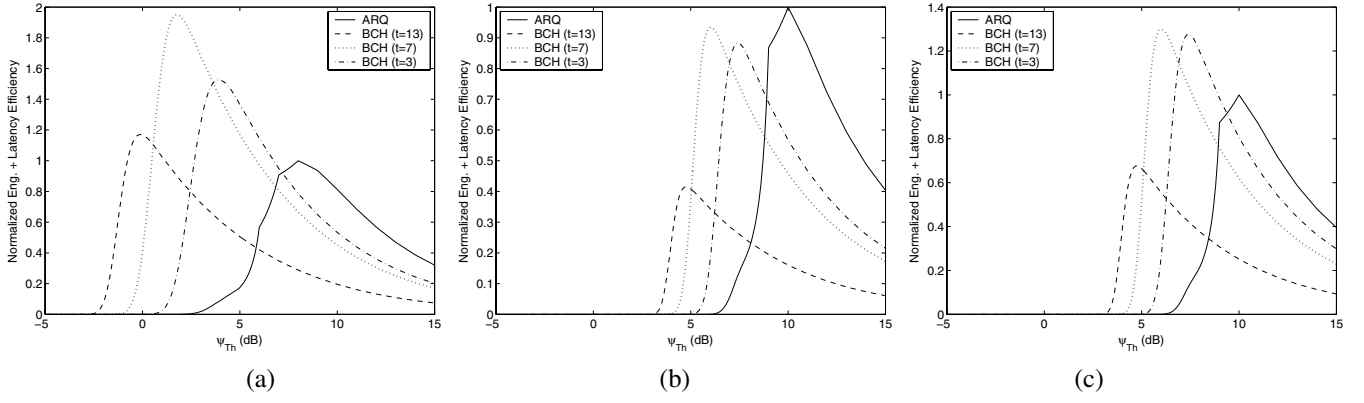 2
1.8
1.6
1.4
1.2
1
0.8
0.6
0.4
0.2
0
Normalized Eng. + Latency Efficiency
ARQ
BCH (t=13)
BCH (t=7)
BCH (t=3)
−5 0 5 10 15
ψTh (dB)
(a)
1
0.9
0.8
0.7
0.6
0.5
0.4
0.3
0.2
0.1
0
Normalized Eng. + Latency Efficiency
ARQ
BCH (t=13)
BCH (t=7)
BCH (t=3)
−5 0 5 10 15
ψTh (dB)
(b)
1.4
1.2
1
0.8
0.6
0.4
0.2
0
Normalized Eng. + Latency Efficiency
ARQ
BCH (t=13)
BCH (t=7)
BCH (t=3)
−5 0 5 10 15
ψTh (dB)
(c)